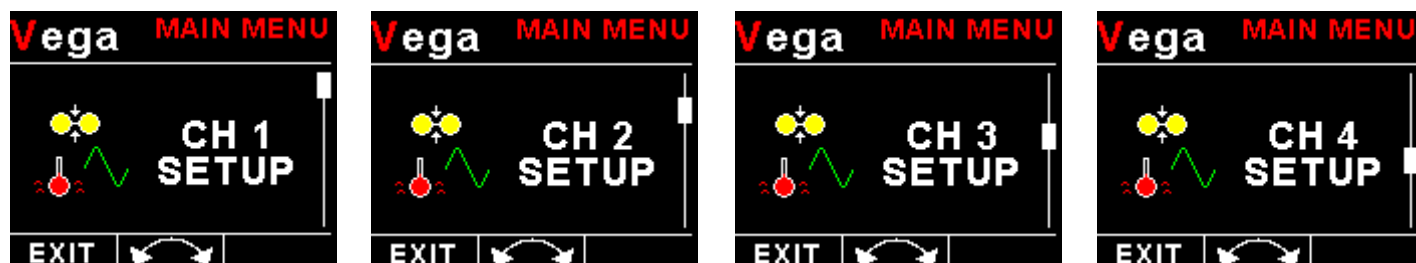 Vega MAIN MENU
CH 1
SETUP
EXIT
Vega MAIN MENU
CH 2
SETUP
EXIT
Vega MAIN MENU
CH 3
SETUP
EXIT
Vega MAIN MENU
CH 4
SETUP
EXIT